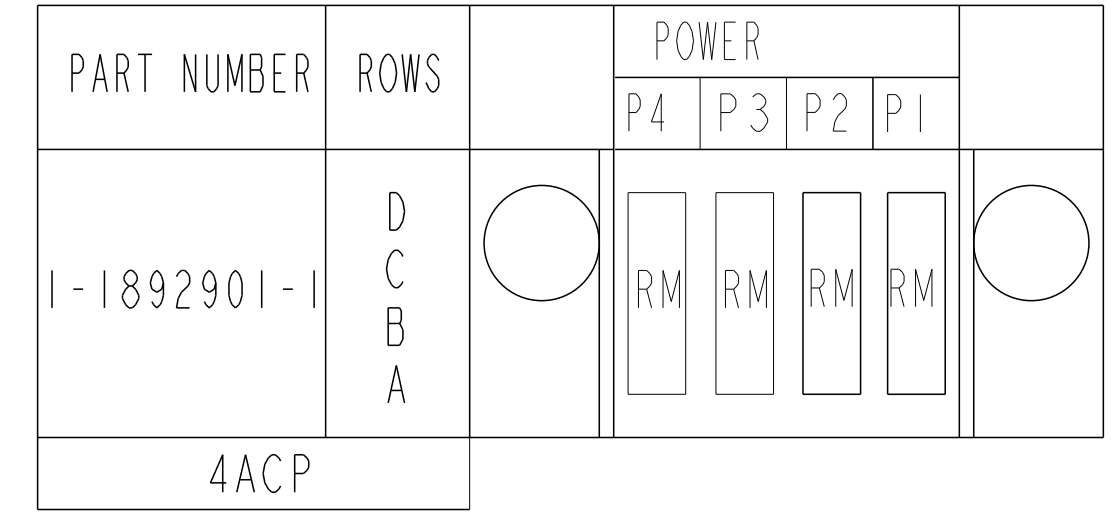 PART NUMBER ROWS POWER
P4 P3 P2 P1
D
C
B
A
1-1892901-1 RM RM RM RM
4ACP